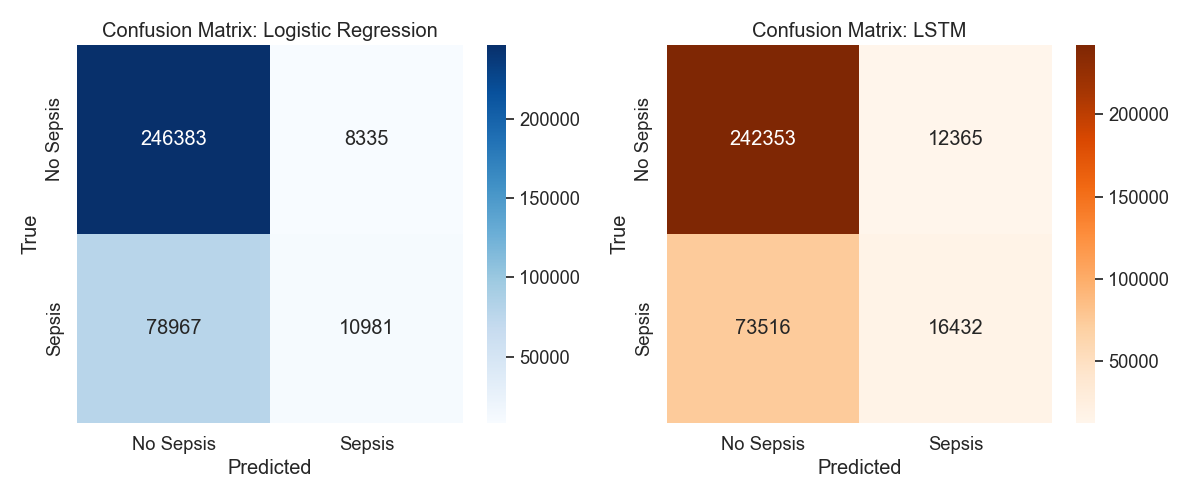 Confusion Matrix: Logistic Regression
No Sepsis
Sepsis
True
246383 8335
78967 10981
No Sepsis Sepsis
Predicted
200000
150000
100000
50000
Confusion Matrix: LSTM
No Sepsis
Sepsis
True
242353 12365
73516 16432
No Sepsis Sepsis
Predicted
200000
150000
100000
50000